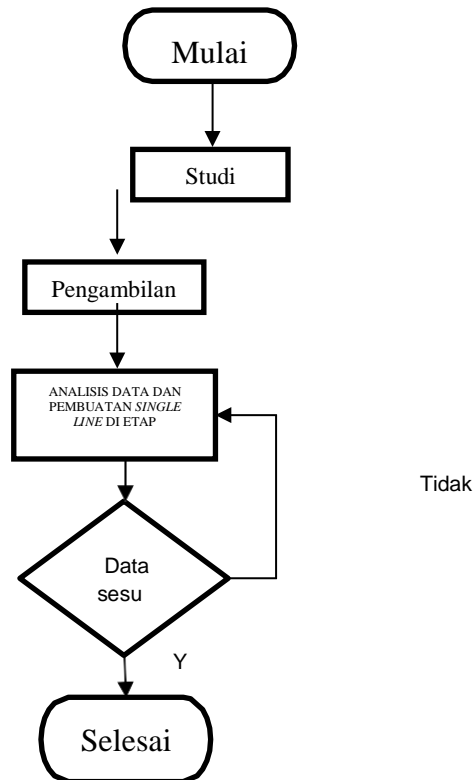 Mulai
Studi
Pengambilan
ANALISIS DATA DAN
PEMBUATAN SINGLE
LINE DI ETAP
Tidak
Data
sesu
Y
Selesai